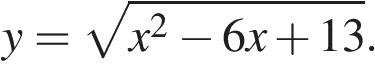 y = √(x² − 6x + 13).